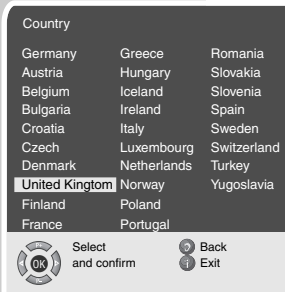 Country
Germany Greece Romania
Austria Hungary Slovakia
Belgium Iceland Slovenia
Bulgaria Ireland Spain
Croatia Italy Sweden
Czech Luxembourg Switzerland
Denmark Netherlands Turkey
United Kingtom Norway Yugoslavia
Finland Poland
France Portugal
Select Back
OK and confirm i Exit